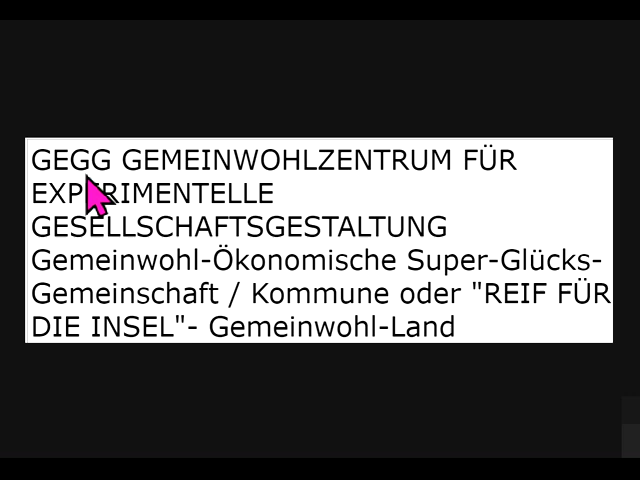 GEGG GEMEINWOHLZENTRUM FÜR
EXPERIMENTELLE
GESELLSCHAFTSGESTALTUNG
Gemeinwohl-Ökonomische Super-Glücks-
Gemeinschaft / Kommune oder "REIF FÜR
DIE INSEL"- Gemeinwohl-Land